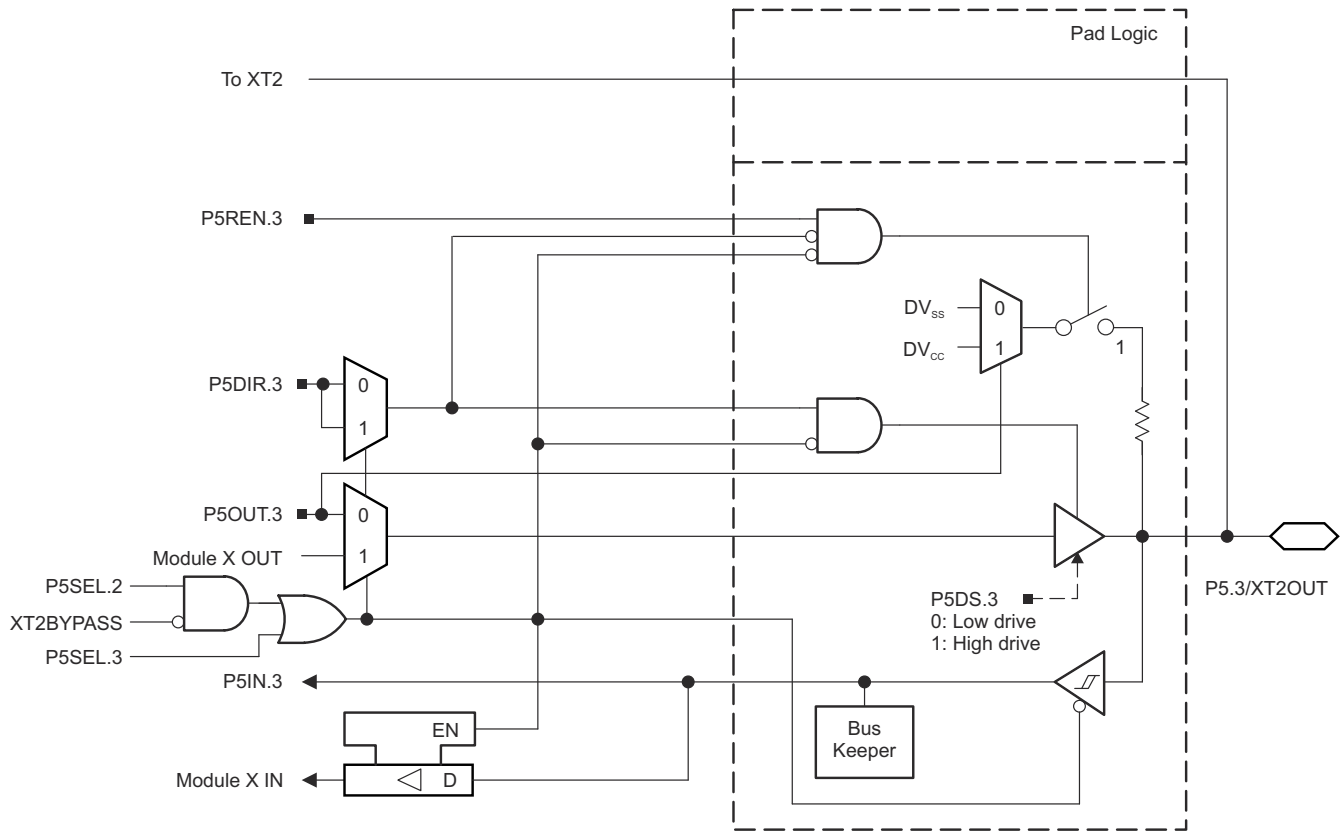 Pad Logic
To XT2
P5REN.3
DVSS
0
DVCC
1
1
P5DIR.3
0
1
P5OUT.3
0
Module X OUT
1
P5SEL.2
XT2BYPASS
P5SEL.3
P5DS.3
0: Low drive
1: High drive
P5.3/XT2OUT
P5IN.3
EN
Bus
Keeper
Module X IN
D